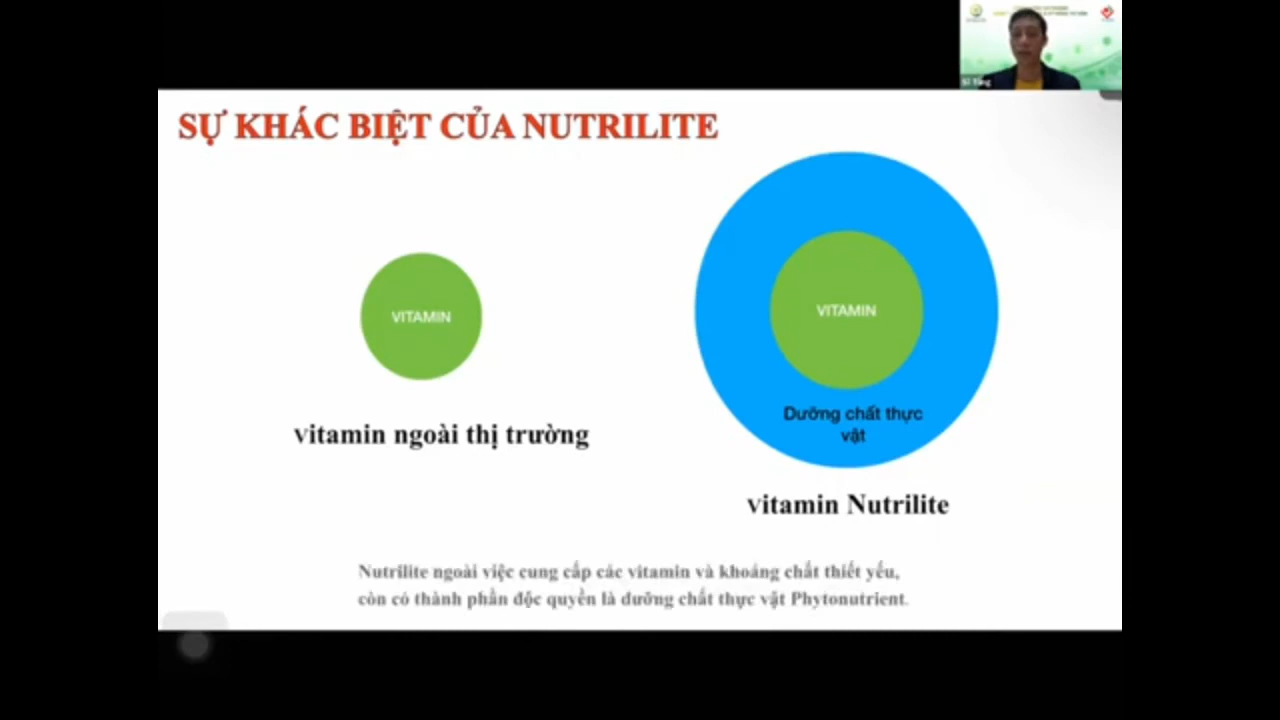 SỰ KHÁC BIỆT CỦA NUTRILITE
VITAMIN
VITAMIN
Dưỡng chất thực
vật
Vitamin ngoài thị trường
Vitamin Nutrilite
Nutrilite ngoài việc cung cấp các vitamin và khoáng chất thiết yếu,
còn có thành phần độc quyền là dưỡng chất thực vật Phytonutrient.